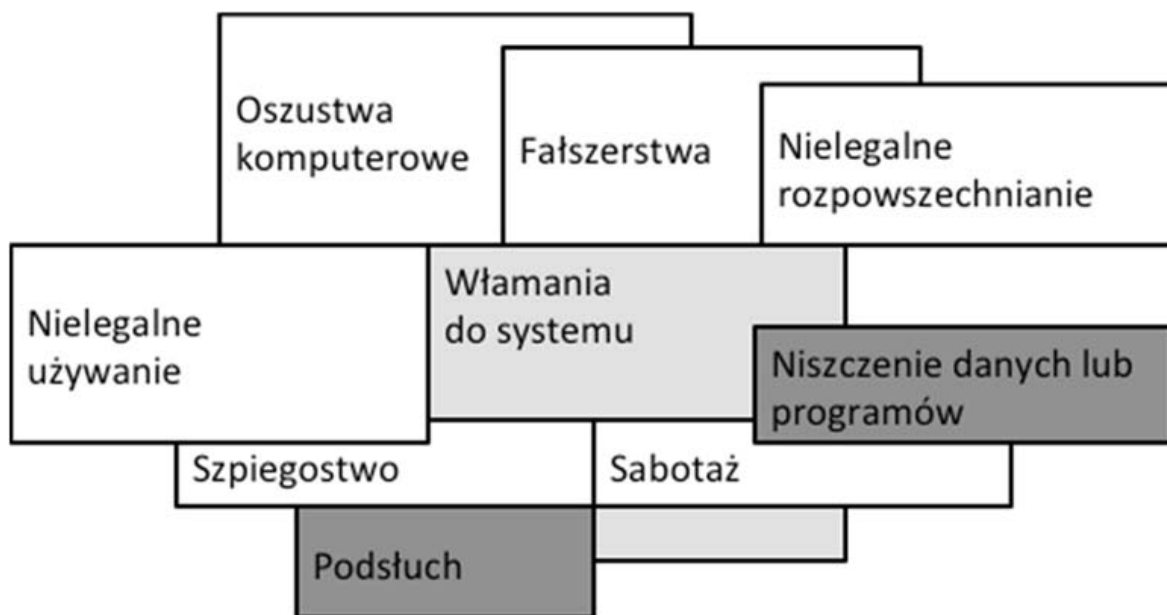 Oszustwa
komputerowe
Fałszerstwa
Nielegalne
rozpowszechnianie
Nielegalne
używanie
Włamania
do systemu
Niszczenie danych lub
programów
Szpiegostwo
Sabotaż
Podsłuch